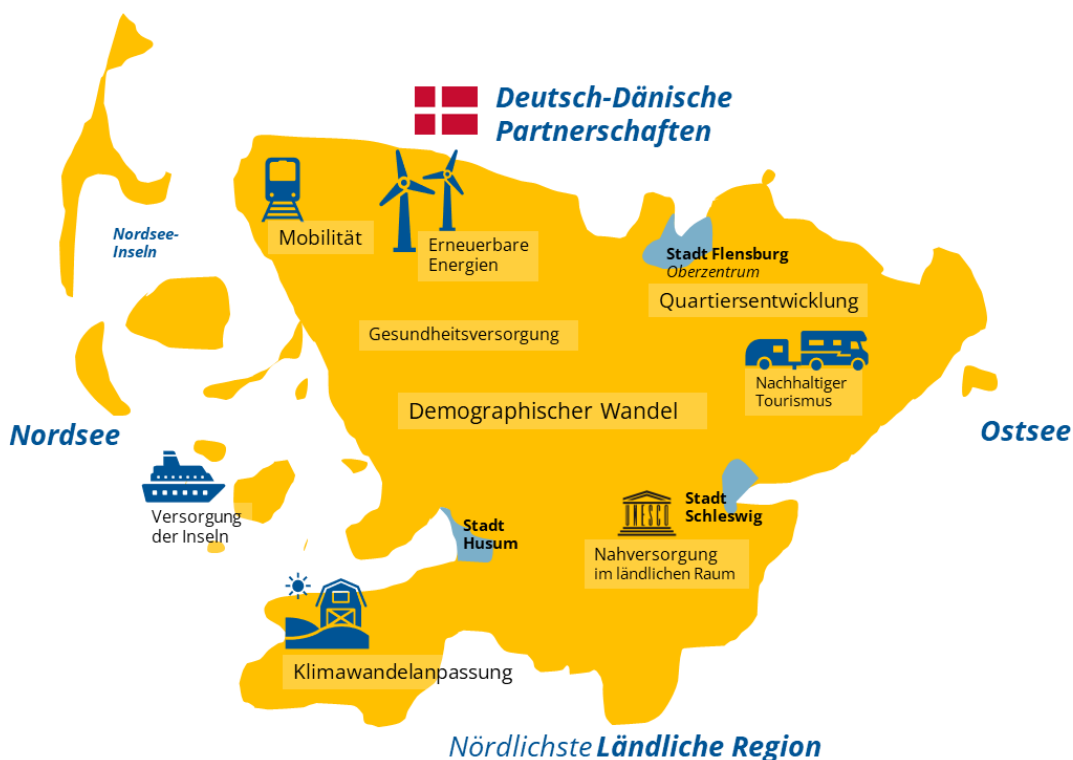 Deutsch-Dänische
Partnerschaften
Mobilität
Erneuerbare
Energien
Nordsee-
Inseln
Stadt Flensburg
Oberzentrum
Quartiersentwicklung
Gesundheitsversorgung
Nachhaltiger
Tourismus
Demographischer Wandel
Nordsee
Ostsee
Versorgung
der Inseln
Stadt
Husum
UNESCO
Stadt
Schleswig
Nahversorgung
im ländlichen Raum
Klimawandelanpassung
Nördlichste Ländliche Region